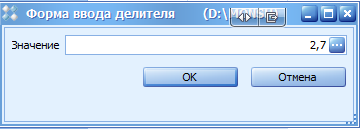 Форма ввода делителя (D:\
Значение 2,7 ...
OK Отмена